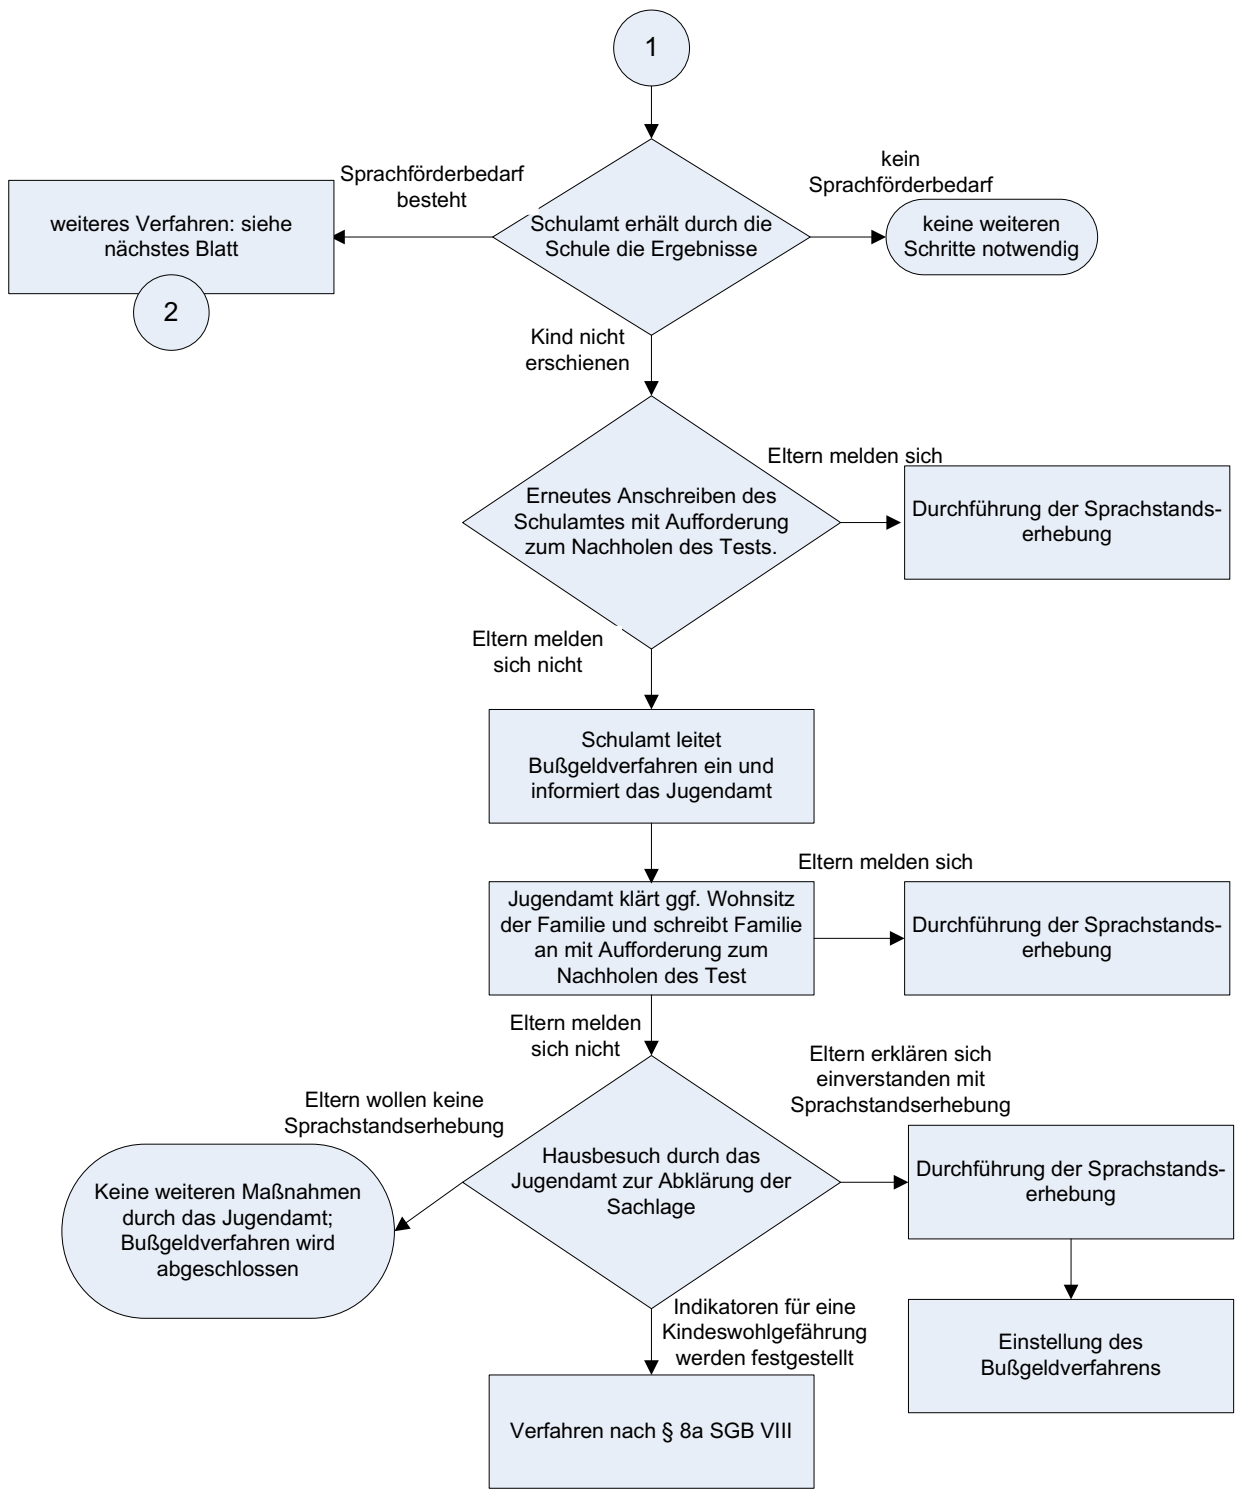 1
Sprachförderbedarf
besteht
kein
Sprachförderbedarf
weiteres Verfahren: siehe
nächstes Blatt
2
Schulamt erhält durch die
Schule die Ergebnisse
keine weiteren
Schritte notwendig
Kind nicht
erschienen
Erneutes Anschreiben des
Schulamtes mit Aufforderung
zum Nachholen des Tests.
Eltern melden sich
Durchführung der Sprachstands-
erhebung
Eltern melden
sich nicht
Schulamt leitet
Bußgeldverfahren ein und
informiert das Jugendamt
Jugendamt klärt ggf. Wohnsitz
der Familie und schreibt Familie
an mit Aufforderung zum
Nachholen des Test
Eltern melden sich
Durchführung der Sprachstands-
erhebung
Eltern melden
sich nicht
Eltern wollen keine
Sprachstandserhebung
Eltern erklären sich
einverstanden mit
Sprachstandserhebung
Hausbesuch durch das
Jugendamt zur Abklärung der
Sachlage
Keine weiteren Maßnahmen
durch das Jugendamt;
Bußgeldverfahren wird
abgeschlossen
Durchführung der Sprachstands-
erhebung
Indikatoren für eine
Kindeswohlgefährung
werden festgestellt
Einstellung des
Bußgeldverfahrens
Verfahren nach § 8a SGB VIII